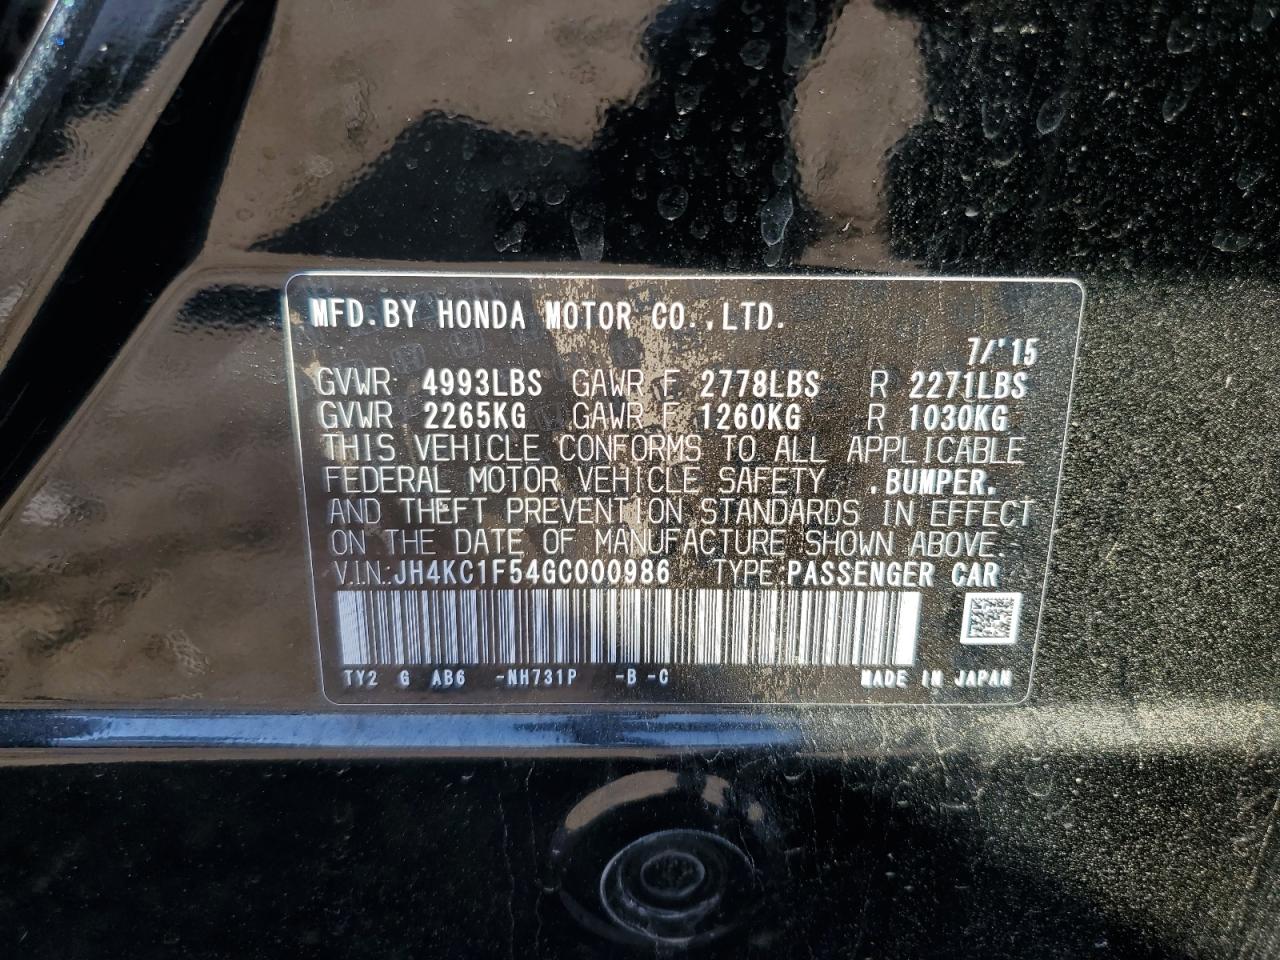 MFD.BY HONDA MOTOR CO.,LTD.
7/'15
GVWR 4993LBS GAWR F 2778LBS R 2271LBS
GVWR 2265KG GAWR F 1260KG R 1030KG
THIS VEHICLE CONFORMS TO ALL APPLICABLE
FEDERAL MOTOR VEHICLE SAFETY ,BUMPER,
AND THEFT PREVENTION STANDARDS IN EFFECT
ON THE DATE OF MANUFACTURE SHOWN ABOVE.
V.I.N.:JH4KC1F54GC000986 TYPE:PASSENGER CAR
TY2 G AB6 -NH731P -B -C MADE IN JAPAN